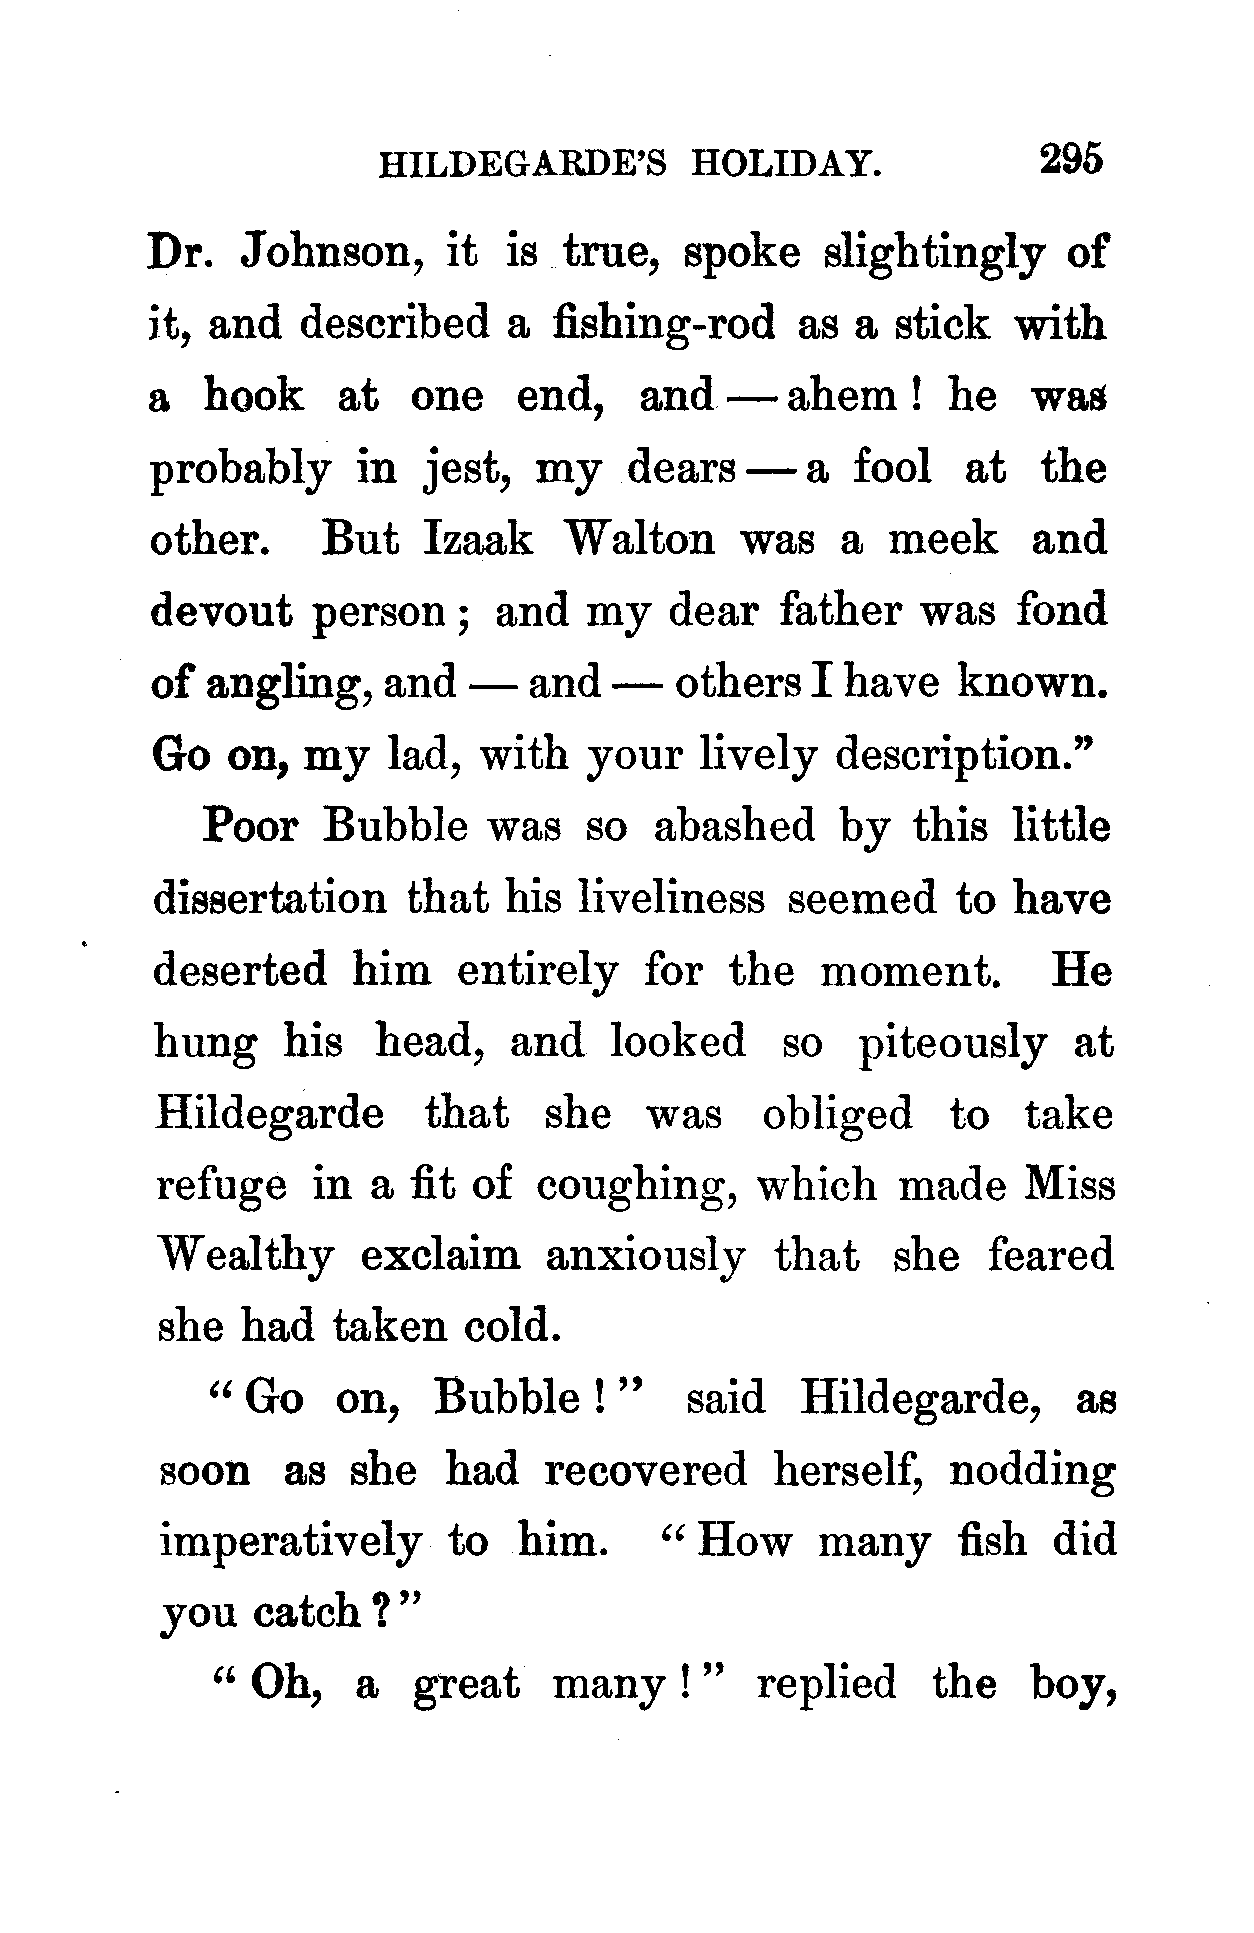 HILDEGARDE'S HOLIDAY. 295
Dr. Johnson, it is true, spoke slightingly of
it, and described a fishing-rod as a stick with
a hook at one end, and — ahem ! he was
probably in jest, my dears — a fool at the
other. But Izaak Walton was a meek and
devout person ; and my dear father was fond
of angling, and — and — others I have known.
Go on, my lad, with your lively description."
Poor Bubble was so abashed by this little
dissertation that his liveliness seemed to have
deserted him entirely for the moment. He
hung his head, and looked so piteously at
Hildegarde that she was obliged to take
refuge in a fit of coughing, which made Miss
Wealthy exclaim anxiously that she feared
she had taken cold.
" Go on, Bubble ! " said Hildegarde, as
soon as she had recovered herself, nodding
imperatively to him. " How many fish did
you catch ? "
" Oh, a great many ! " replied the boy,